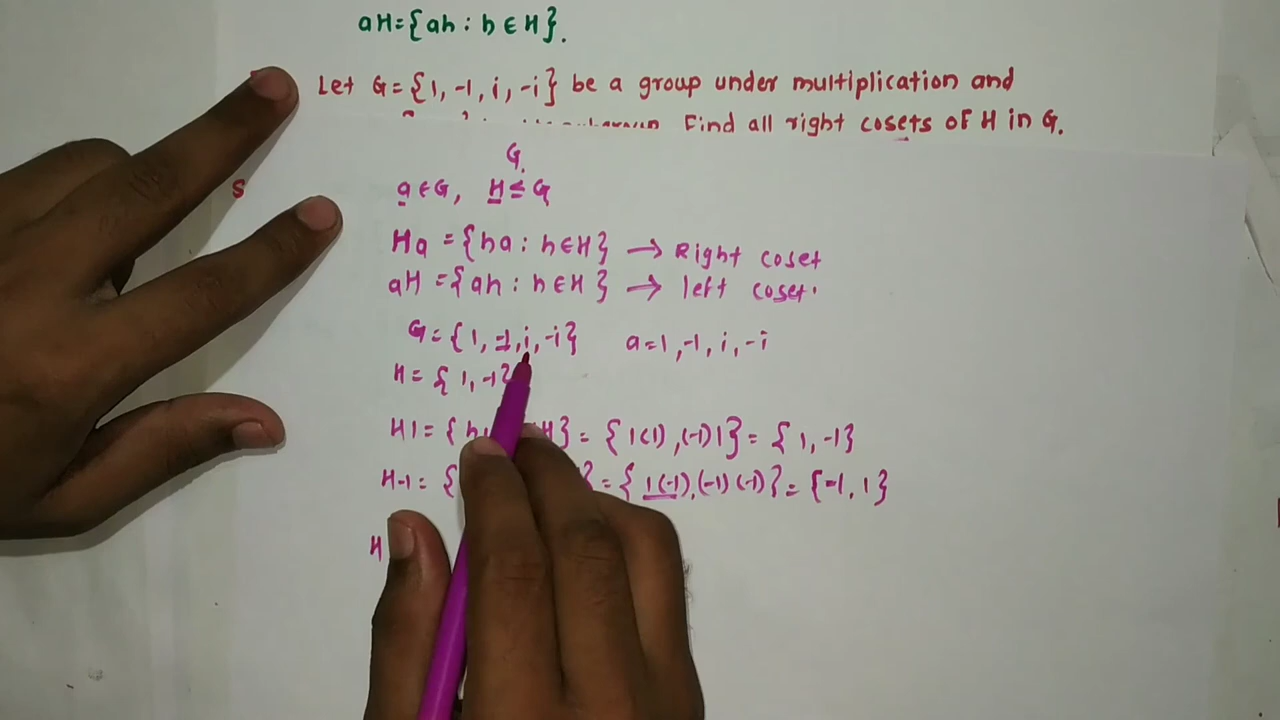 aH={ah : h ∈ H}.
Let G={1, -1, i, -i} be a group under multiplication and
Find all right cosets of H in G.
G.
S
a ∈ G, H ≤ G
Ha = {ha : h ∈ H} → Right coset
aH = {ah : h ∈ H} → left coset.
G = {1, -1, i, -i} a=1, -1, i, -i
H = {1, -1}
H1 = { H} = {1(1), (-1)1} = {1, -1}
H-1 = { } = {1(-1), (-1)(-1)} = {-1, 1}
H